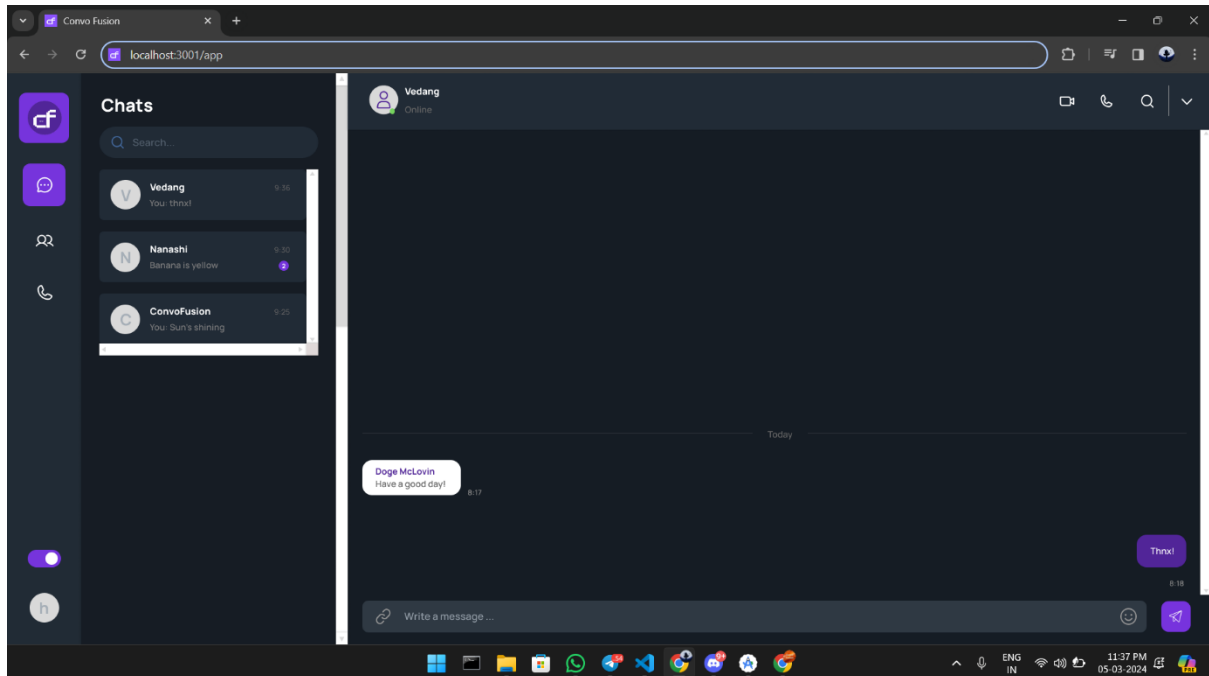 Convo Fusion
localhost:3001/app
cf
Chats
Search...
V
Vedang
9:36
You: thnx!
N
Nanashi
9:30
Banana is yellow
2
C
ConvoFusion
9:25
You: Sun's shining
h
Vedang
Online
Today
Doge McLovin
Have a good day!
8:17
Thnx!
8:18
Write a message ...
ENG
IN
11:37 PM
05-03-2024